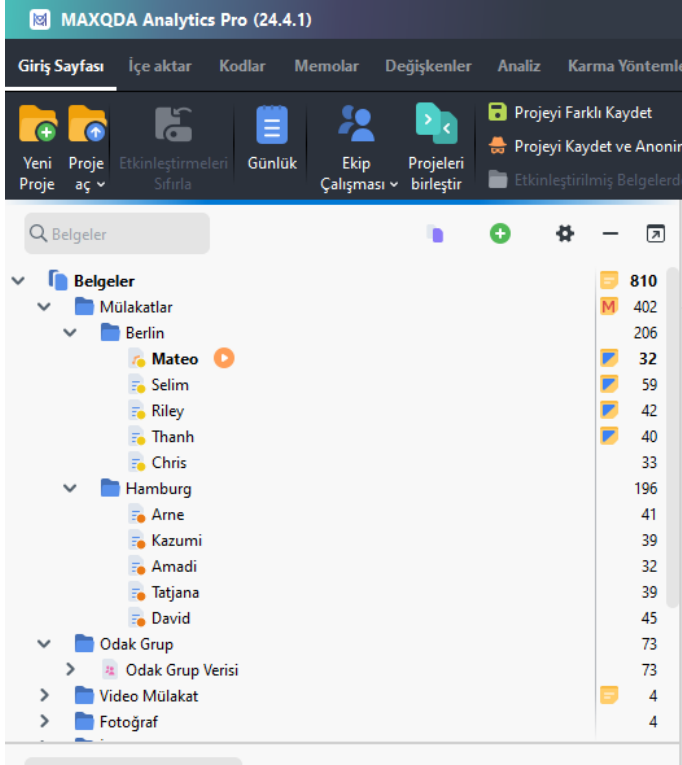 MAXQDA Analytics Pro (24.4.1)
Giriş Sayfası İçe aktar Kodlar Memolar Değişkenler Analiz Karma Yönteml
Yeni Proje
Proje aç
Etkinleştirmeleri Sıfırla
Günlük
Ekip Çalışması
Projeleri birleştir
Projeyi Farklı Kaydet
Projeyi Kaydet ve Anonin
Etkinleştirilmiş Belgelerd
Belgeler
Belgeler 810
Mülakatlar M 402
Berlin 206
Mateo 32
Selim 59
Riley 42
Thanh 40
Chris 33
Hamburg 196
Arne 41
Kazumi 39
Amadi 32
Tatjana 39
David 45
Odak Grup 73
Odak Grup Verisi 73
Video Mülakat 4
Fotoğraf 4